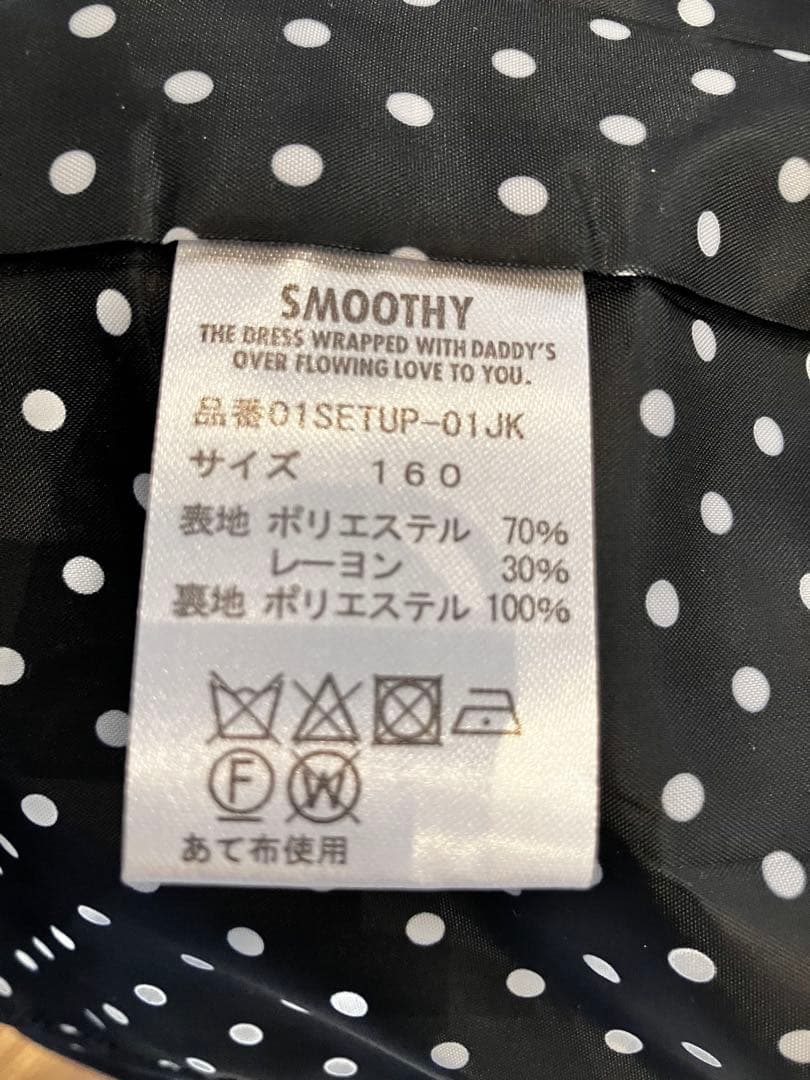 SMOOTHY
THE DRESS WRAPPED WITH DADDY'S
OVER FLOWING LOVE TO YOU.
品番01SETUP-01JK
サイズ 160
表地 ポリエステル 70%
レーヨン 30%
裏地 ポリエステル 100%
F W
あて布使用